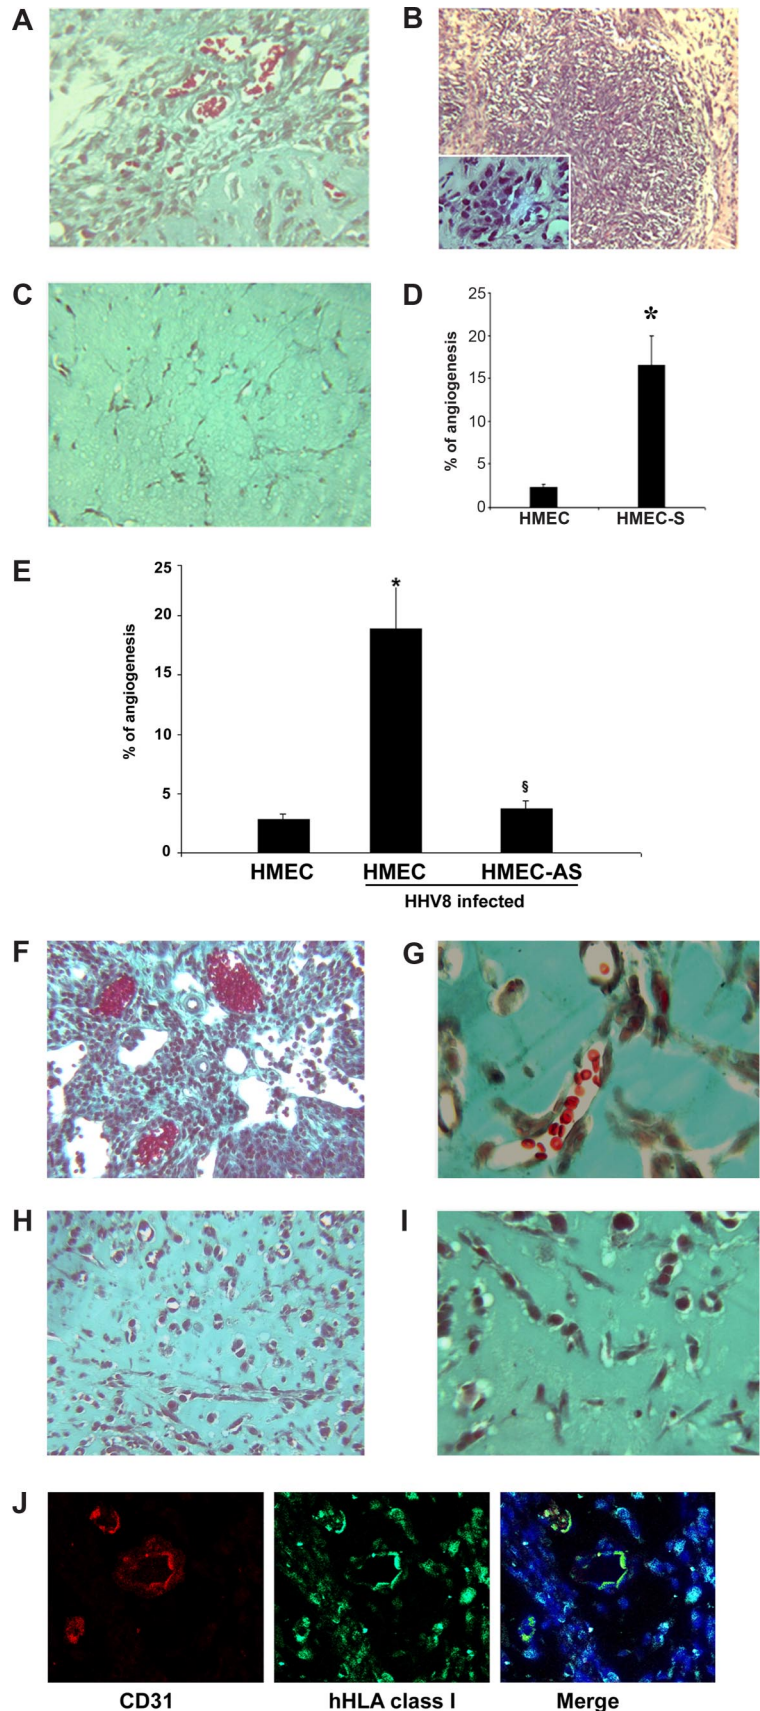 A
B
C
D
25
20
15
10
5
0
% of angiogenesis
*
HMEC
HMEC-S
E
25
20
15
10
5
0
% of angiogenesis
*
§
HMEC
HMEC
HMEC-AS
HHV8 infected
F
G
H
I
J
CD31
hHLA class I
Merge